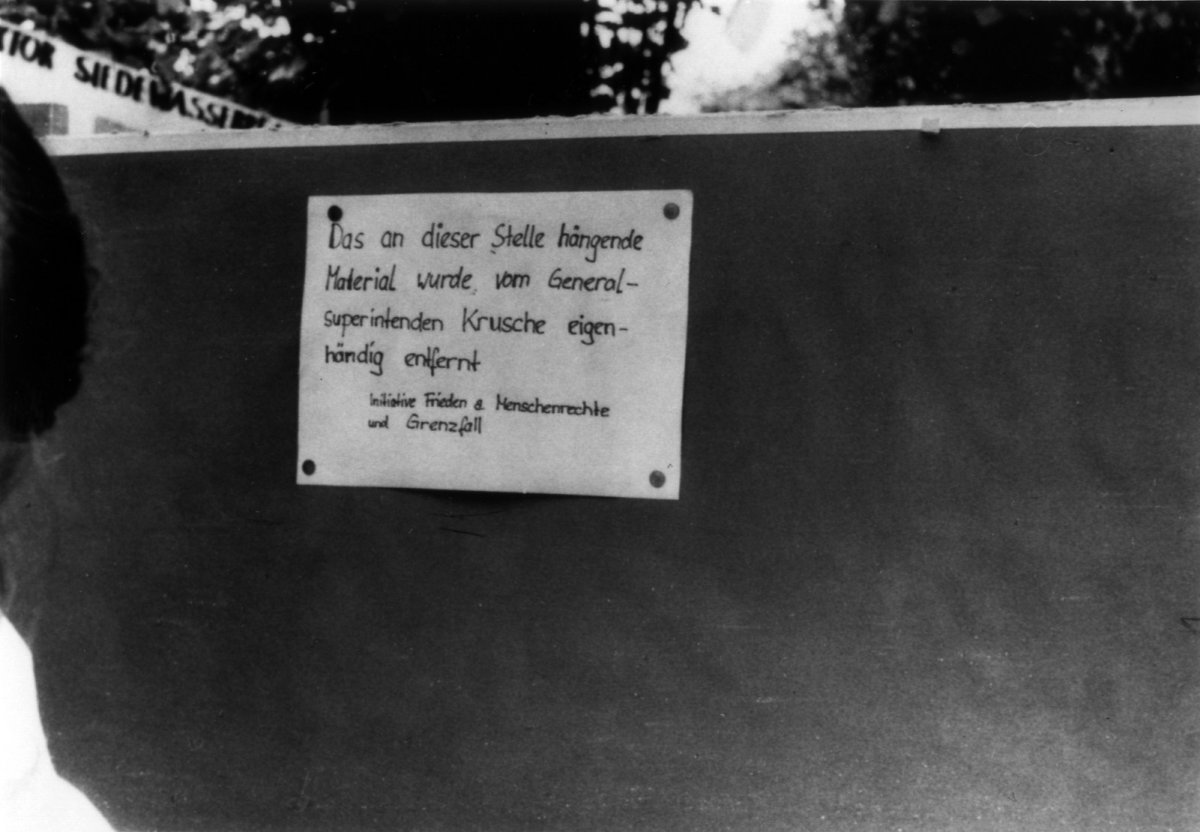 SIEDEWASSER
Das an dieser Stelle hängende
Material wurde vom General-
superintenden Krusche eigen-
händig entfernt
Initiative Frieden & Menschenrechte
und Grenzfall